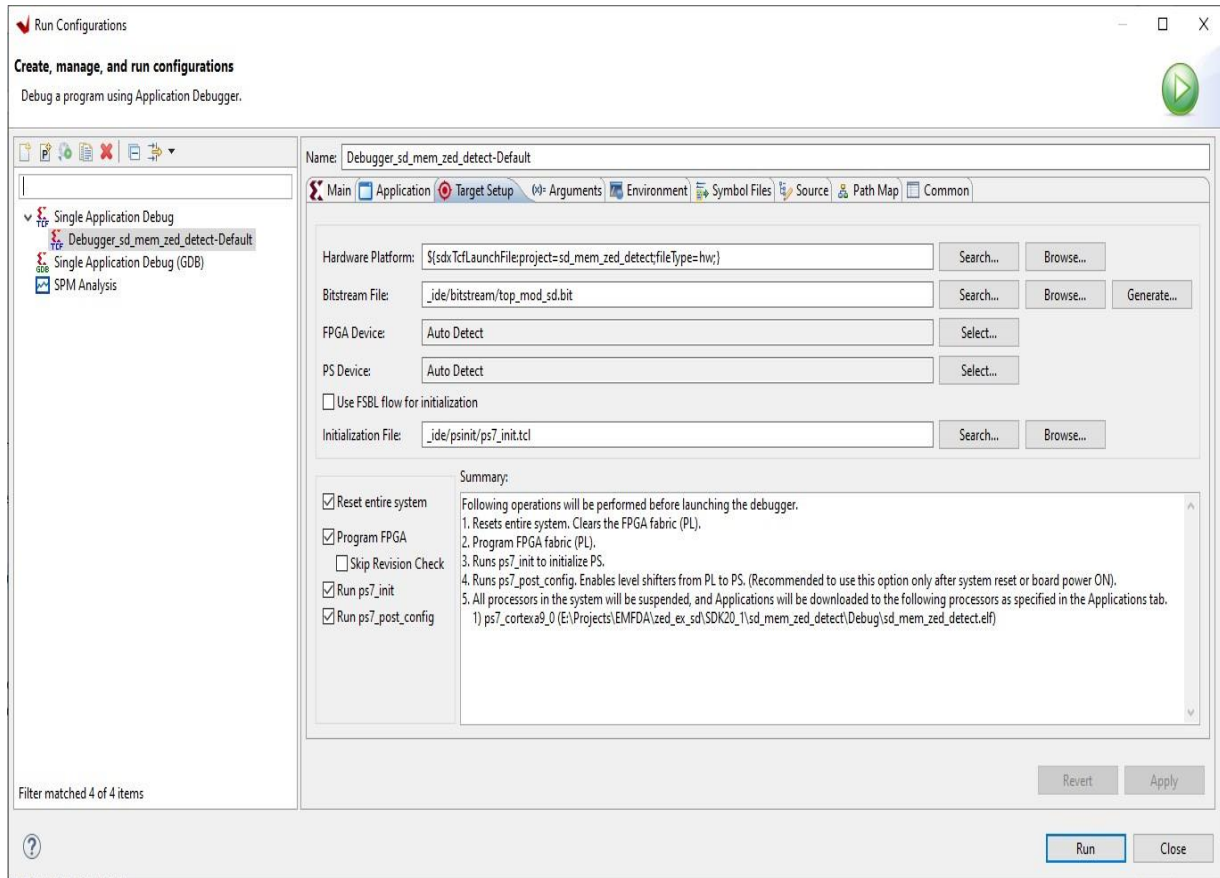 Run Configurations
Create, manage, and run configurations
Debug a program using Application Debugger.
Name: Debugger_sd_mem_zed_detect-Default
Main Application Target Setup (x)= Arguments Environment Symbol Files Source Path Map Common
Single Application Debug
Debugger_sd_mem_zed_detect-Default
Single Application Debug (GDB)
SPM Analysis
Filter matched 4 of 4 items
Hardware Platform: ${sdxTcfLaunchFile:project=sd_mem_zed_detect;fileType=hw;} Search... Browse...
Bitstream File: _ide/bitstream/top_mod_sd.bit Search... Browse... Generate...
FPGA Device: Auto Detect Select...
PS Device: Auto Detect Select...
Use FSBL flow for initialization
Initialization File: _ide/psinit/ps7_init.tcl Search... Browse...
Reset entire system
Program FPGA
Skip Revision Check
Run ps7_init
Run ps7_post_config
Summary:
Following operations will be performed before launching the debugger.
1. Resets entire system. Clears the FPGA fabric (PL).
2. Program FPGA fabric (PL).
3. Runs ps7_init to initialize PS.
4. Runs ps7_post_config. Enables level shifters from PL to PS. (Recommended to use this option only after system reset or board power ON).
5. All processors in the system will be suspended, and Applications will be downloaded to the following processors as specified in the Applications tab.
1) ps7_cortexa9_0 (E:\Projects\EMFDA\zed_ex_sd\SDK20_1\sd_mem_zed_detect\Debug\sd_mem_zed_detect.elf)
Revert Apply
Run Close